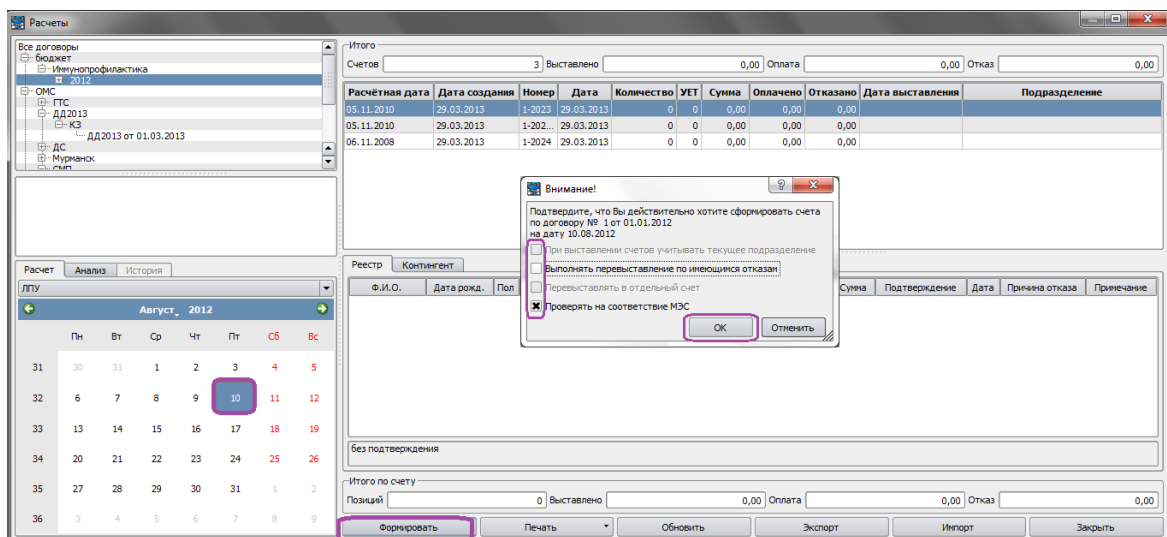 Расчеты
Все договоры
бюджет
Иммунопрофилактика
2012
ОМС
ГТС
ДД2013
КЗ
ДД2013 от 01.03.2013
ДС
Мурманск
СМП
Итого
Счетов 3 Выставлено 0,00 Оплата 0,00 Отказ 0,00
Расчётная дата Дата создания Номер Дата Количество УЕТ Сумма Оплачено Отказано Дата выставления Подразделение
05.11.2010 29.03.2013 1-2023 29.03.2013 0 0 0,00 0,00 0,00
05.11.2010 29.03.2013 1-202... 29.03.2013 0 0 0,00 0,00 0,00
06.11.2008 29.03.2013 1-2024 29.03.2013 0 0 0,00 0,00 0,00
Внимание!
Подтвердите, что Вы действительно хотите сформировать счета
по договору № 1 от 01.01.2012
на дату 10.08.2012
При выставлении счетов учитывать текущее подразделение
Выполнять перевыставление по имеющимся отказам
Перевыставлять в отдельный счет
Проверять на соответствие МЭС
ОК Отменить
Расчет Анализ История
ЛПУ
Август, 2012
Пн Вт Ср Чт Пт Сб Вс
31 30 31 1 2 3 4 5
32 6 7 8 9 10 11 12
33 13 14 15 16 17 18 19
34 20 21 22 23 24 25 26
35 27 28 29 30 31 1 2
36 3 4 5 6 7 8 9
Реестр Контингент
Ф.И.О. Дата рожд. Пол Сумма Подтверждение Дата Причина отказа Примечание
без подтверждения
Итого по счету
Позиций 0 Выставлено 0,00 Оплата 0,00 Отказ 0,00
Формировать Печать Обновить Экспорт Импорт Закрыть